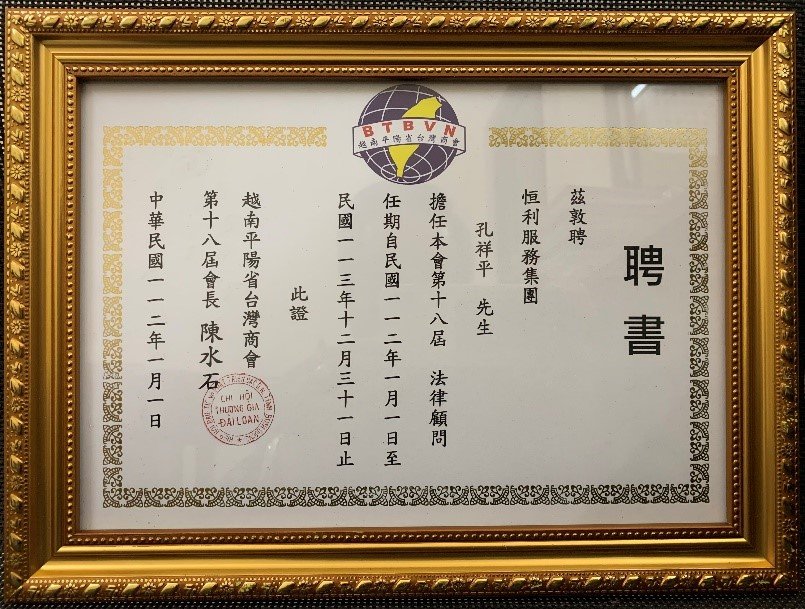 BTBVN
越南平陽省台灣商會
聘書
茲敦聘
恒利服務集團
孔祥平 先生
擔任本會第十八屆 法律顧問
任期自民國一一二年一月一日至
民國一一三年十二月三十一日止
此證
越南平陽省台灣商會
第十八屆會長 陳水石
中華民國一一二年一月一日
CHI HỘI
THƯƠNG GIA
ĐÀI LOAN